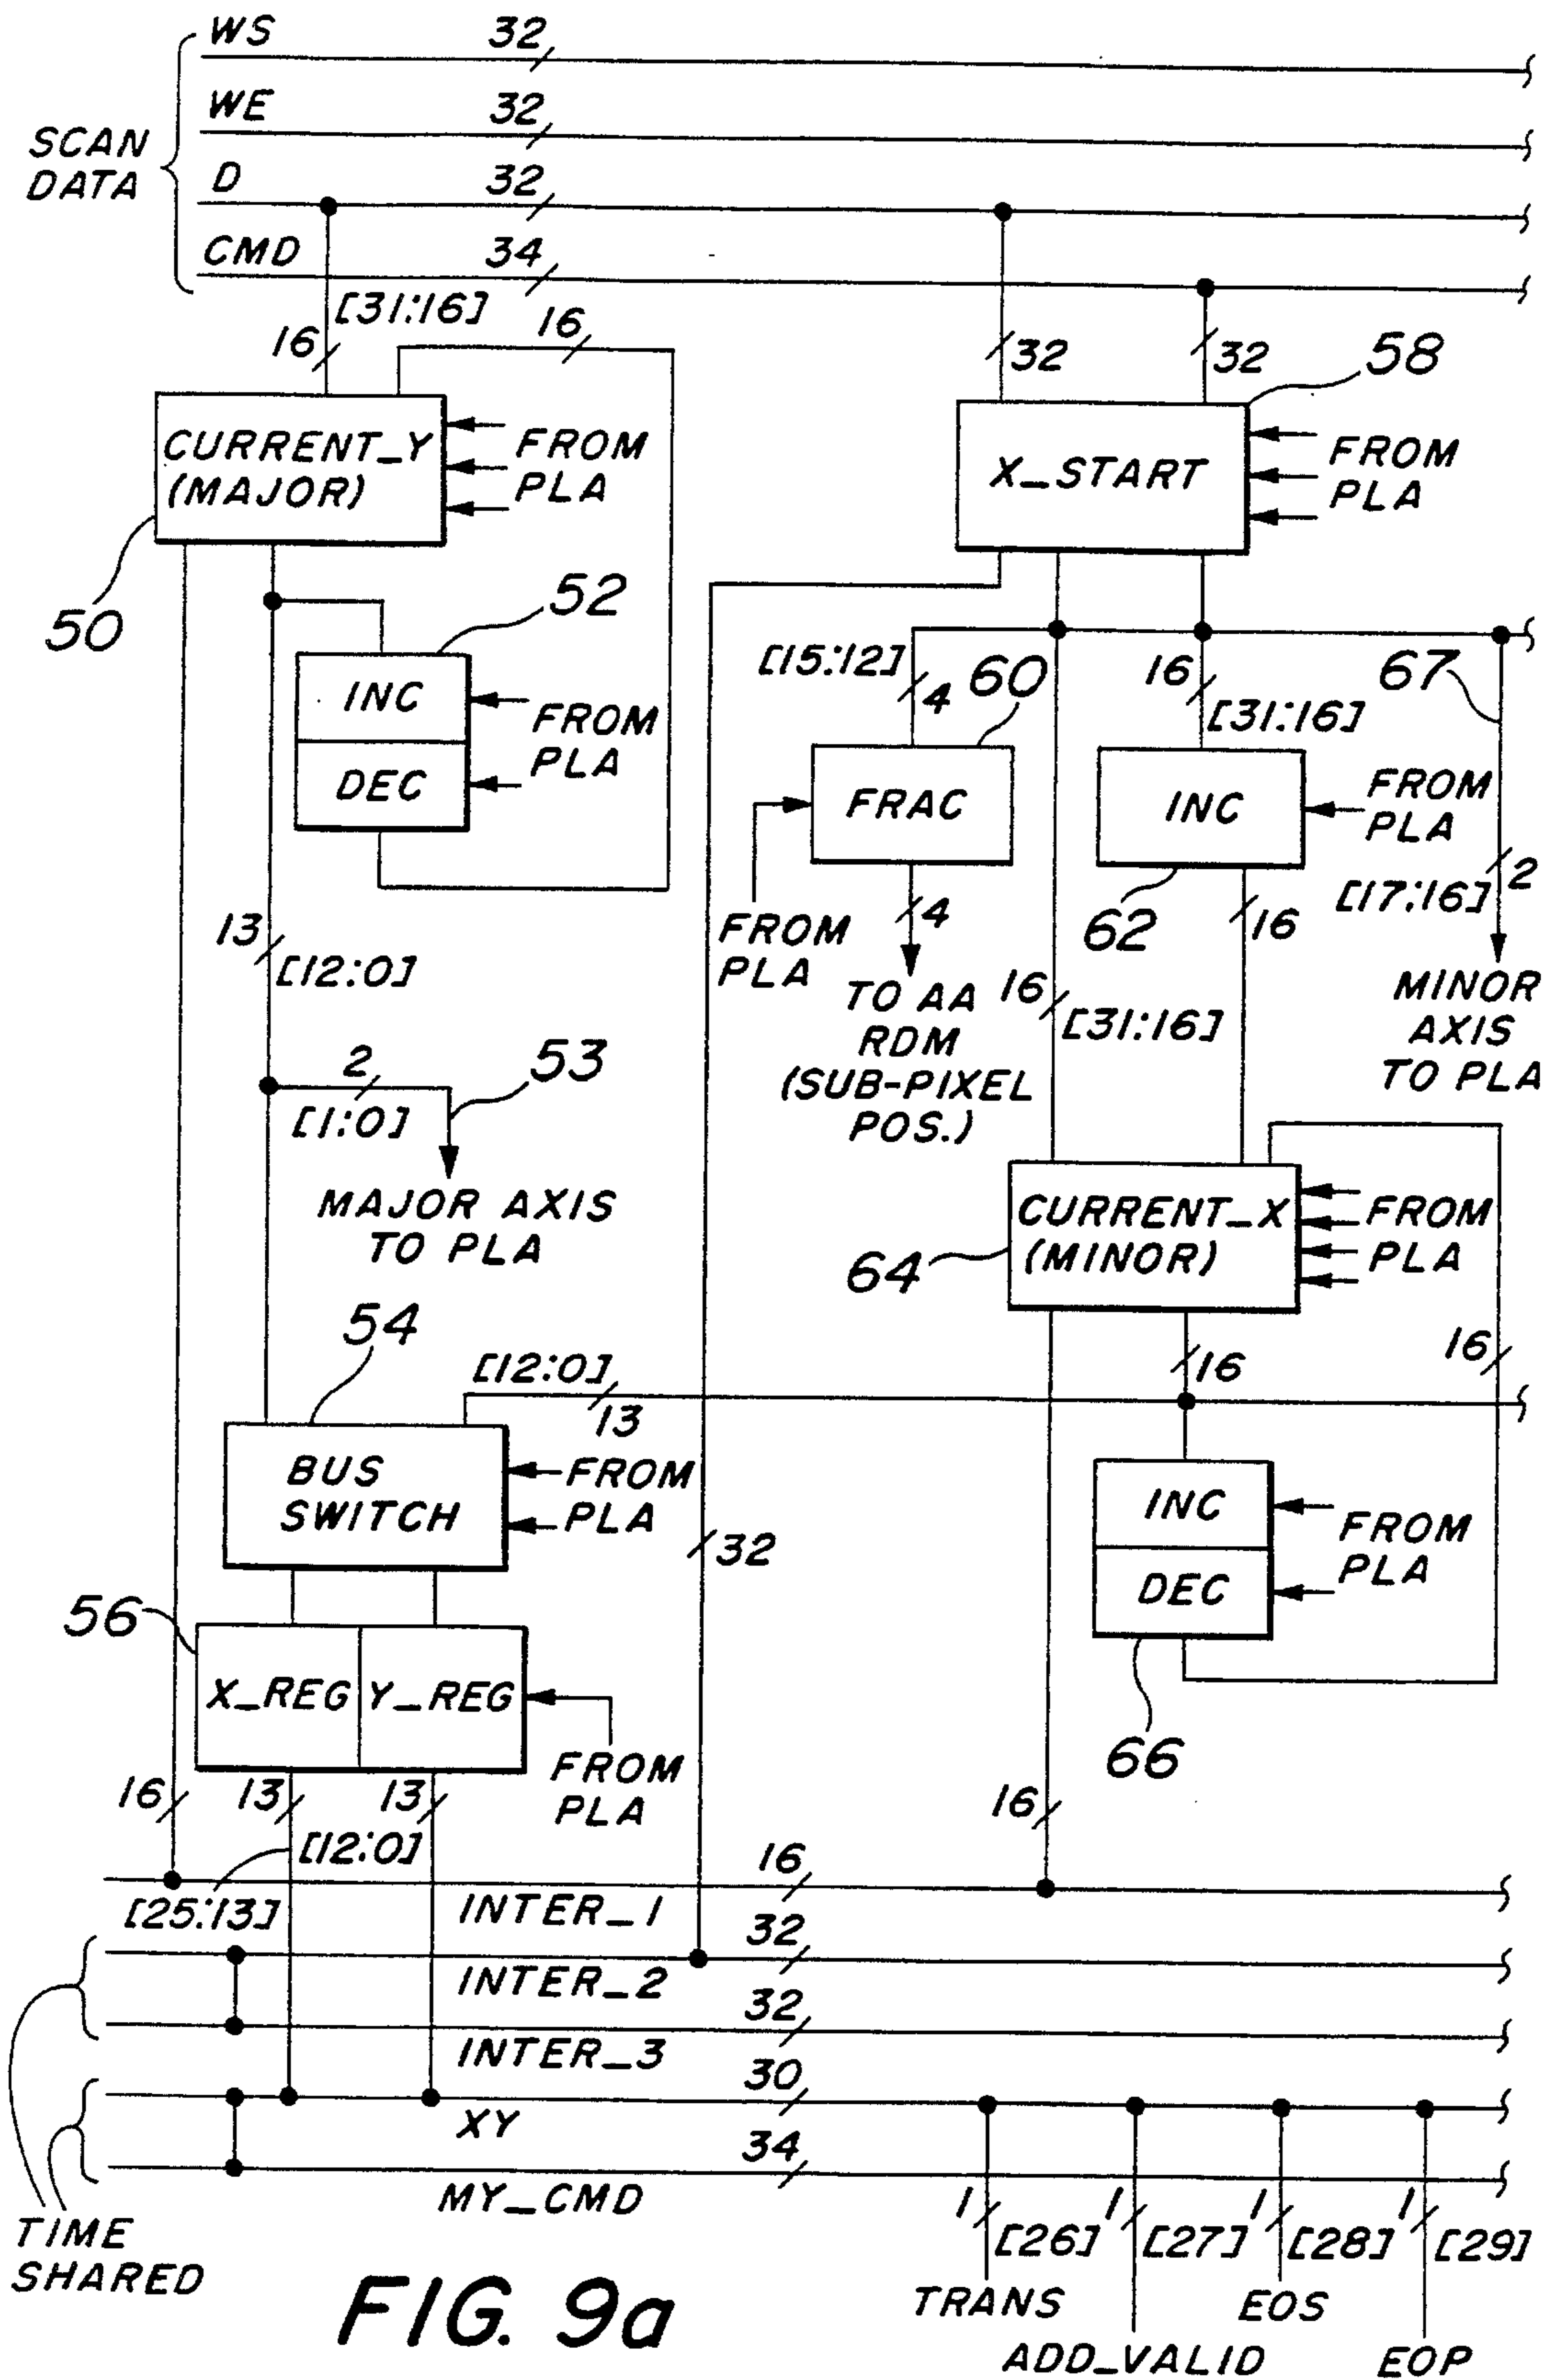 WS 32
WE 32
SCAN
DATA
D 32
CMD 34
[31:16]
16
16
32
32
58
CURRENT_Y
(MAJOR)
FROM
PLA
X_START
FROM
PLA
50
52
INC
DEC
FROM
PLA
[15:12]
4
60
16
[31:16]
67
FRAC
INC
FROM
PLA
FROM
PLA
4
62
16
[17:16]
2
13
[12:0]
TO AA
RDM
(SUB-PIXEL
POS.)
16
[31:16]
MINOR
AXIS
TO PLA
2
[1:0]
53
MAJOR AXIS
TO PLA
CURRENT_X
(MINOR)
FROM
PLA
64
54
[12:0]
13
16
16
BUS
SWITCH
FROM
PLA
32
INC
DEC
FROM
PLA
56
X_REG
Y_REG
FROM
PLA
66
16
13
13
16
[12:0]
[25:13]
16
INTER_1
32
INTER_2
32
INTER_3
30
XY
34
MY_CMD
TIME
SHARED
1
[26]
1
[27]
1
[28]
1
[29]
TRANS
EOS
ADD_VALID
EOP
FIG. 9a